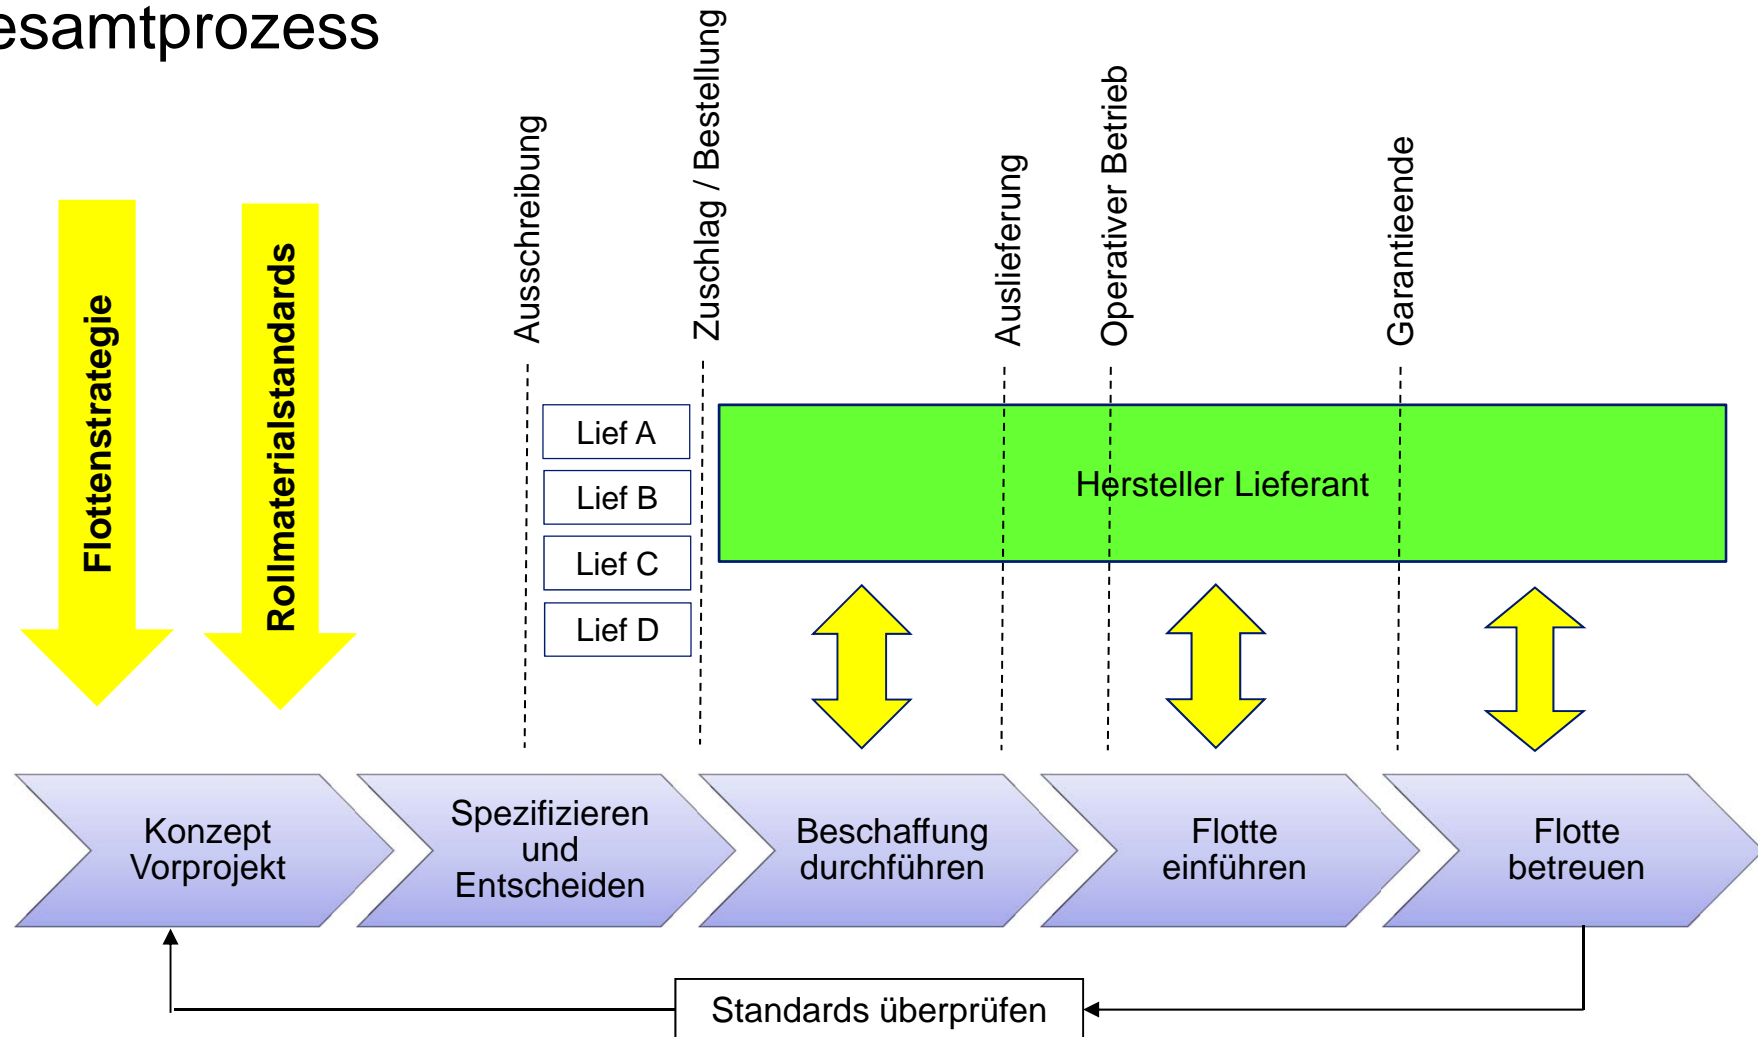 esamtprozess
Ausschreibung
Zuschlag / Bestellung
Auslieferung
Operativer Betrieb
Garantieende
Flottenstrategie
Rollmaterialstandards
Lief A
Lief B
Lief C
Lief D
Hersteller Lieferant
Konzept
Vorprojekt
Spezifizieren
und
Entscheiden
Beschaffung
durchführen
Flotte
einführen
Flotte
betreuen
Standards überprüfen